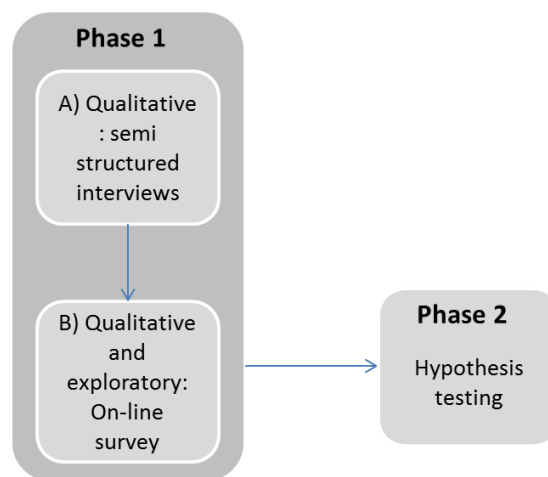 Phase 1
A) Qualitative
: semi
structured
interviews
B) Qualitative
and
exploratory:
On-line
survey
Phase 2
Hypothesis
testing